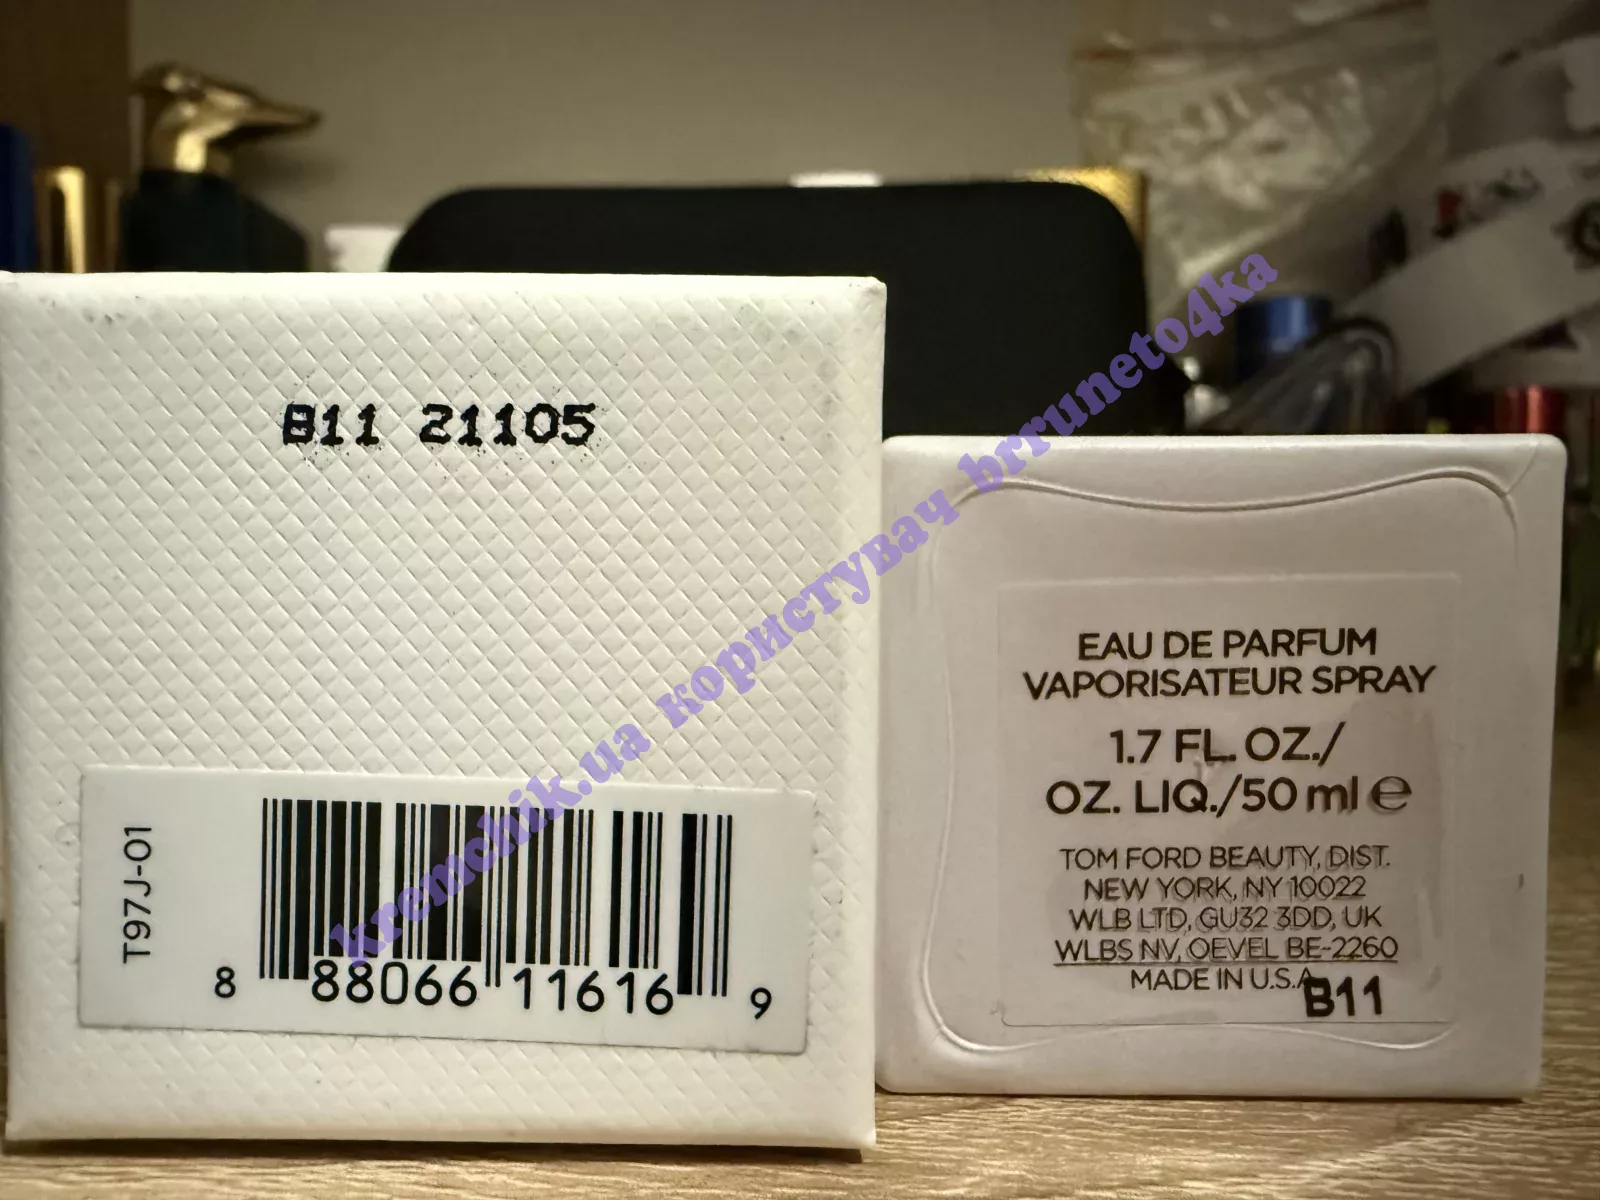 B11 21105
T97J-01
8 88066 11616 9
EAU DE PARFUM
VAPORISATEUR SPRAY
1.7 FL. OZ./
OZ. LIQ./50 ml e
TOM FORD BEAUTY, DIST.
NEW YORK, NY 10022
WLB LTD, GU32 3DD, UK
WLBS NV, OEVEL BE-2260
MADE IN U.S.A.
B11
kremchik.ua користувач brruneto4ka